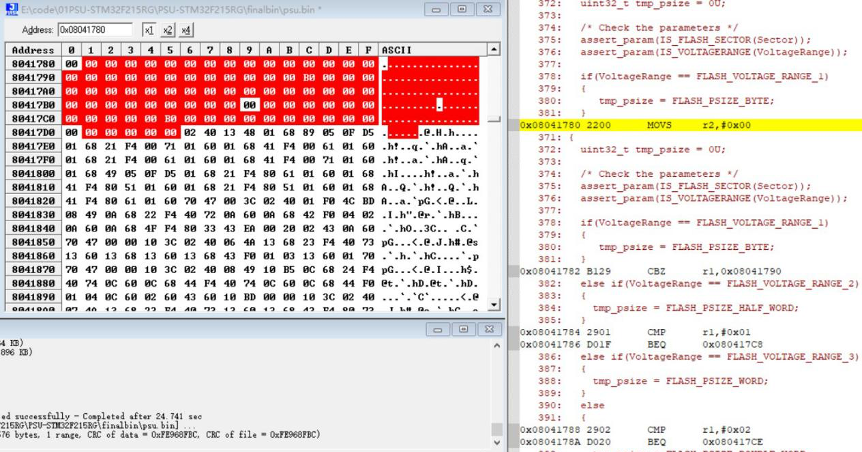 E:\code\01PSU-STM32F215RG\PSU-STM32F215RG\finalbin\psu.bin *
Address: 0x08041780 x1 x2 x4
Address 0 1 2 3 4 5 6 7 8 9 A B C D E F ASCII
8041780 00 00 00 00 00 00 00 00 00 00 00 00 00 00 00 00 ................
8041790 00 00 00 00 00 00 00 00 00 00 00 00 B0 00 00 00 ................
80417A0 00 00 00 00 00 00 00 00 00 00 00 00 00 00 00 00 ................
80417B0 00 00 00 00 00 00 00 00 00 00 00 00 00 00 00 00 ................
80417C0 00 00 00 00 B0 00 00 00 00 00 00 00 00 00 00 00 ................
80417D0 00 00 00 00 00 00 02 40 13 48 01 68 89 05 0F D5 .......@.H.h....
80417E0 01 68 21 F4 00 71 01 60 01 68 41 F4 00 61 01 60 .h!..q.`.hA..a.`
80417F0 01 68 21 F4 00 61 01 60 01 68 41 F4 00 71 01 60 .h!..a.`.hA..q.`
8041800 01 68 49 05 0F D5 01 68 21 F4 80 61 01 60 01 68 .hI....h!..a.`.h
8041810 41 F4 80 51 01 60 01 68 21 F4 80 51 01 60 01 68 A..Q.`.h!..Q.`.h
8041820 41 F4 80 61 01 60 70 47 00 3C 02 40 01 F0 4C BD A..a.`pG.<.@..L.
8041830 08 49 0A 68 22 F4 40 72 0A 60 0A 68 42 F0 04 02 .I.h".@r.`.hB...
8041840 0A 60 0A 68 4F F4 80 33 43 EA 00 20 02 43 0A 60 .`.hO..3C.. .C.`
8041850 70 47 00 00 10 3C 02 40 06 4A 13 68 23 F4 40 73 pG...<.@.J.h#.@s
8041860 13 60 13 68 13 60 13 68 43 F0 01 03 13 60 01 70 .`.h.`.hC....`.p
8041870 70 47 00 00 10 3C 02 40 08 49 10 B5 0C 68 24 F4 pG...<.@.I...h$.
8041880 40 74 0C 60 0C 68 44 F4 40 74 0C 60 0C 68 44 F0 @t.`.hD.@t.`.hD.
8041890 01 04 0C 60 02 60 43 60 10 BD 00 00 10 3C 02 40 ...`.`C`.....<.@
4 KB)
896 KB)
ed successfully - Completed after 24.741 sec
215RG\PSU-STM32F215RG\finalbin\psu.bin] ...
76 bytes, 1 range, CRC of data = 0xFE968FBC, CRC of file = 0xFE968FBC)
372: uint32_t tmp_psize = 0U;
373:
374: /* Check the parameters */
375: assert_param(IS_FLASH_SECTOR(Sector));
376: assert_param(IS_VOLTAGERANGE(VoltageRange));
377:
378: if(VoltageRange == FLASH_VOLTAGE_RANGE_1)
379: {
380: tmp_psize = FLASH_PSIZE_BYTE;
381: }
0x08041780 2200 MOVS r2,#0x00
371: {
372: uint32_t tmp_psize = 0U;
373:
374: /* Check the parameters */
375: assert_param(IS_FLASH_SECTOR(Sector));
376: assert_param(IS_VOLTAGERANGE(VoltageRange));
377:
378: if(VoltageRange == FLASH_VOLTAGE_RANGE_1)
379: {
380: tmp_psize = FLASH_PSIZE_BYTE;
381: }
0x08041782 B129 CBZ r1,0x08041790
382: else if(VoltageRange == FLASH_VOLTAGE_RANGE_2)
383: {
384: tmp_psize = FLASH_PSIZE_HALF_WORD;
385: }
0x08041784 2901 CMP r1,#0x01
0x08041786 D01F BEQ 0x080417C8
386: else if(VoltageRange == FLASH_VOLTAGE_RANGE_3)
387: {
388: tmp_psize = FLASH_PSIZE_WORD;
389: }
390: else
391: {
0x08041788 2902 CMP r1,#0x02
0x0804178A D020 BEQ 0x080417CE